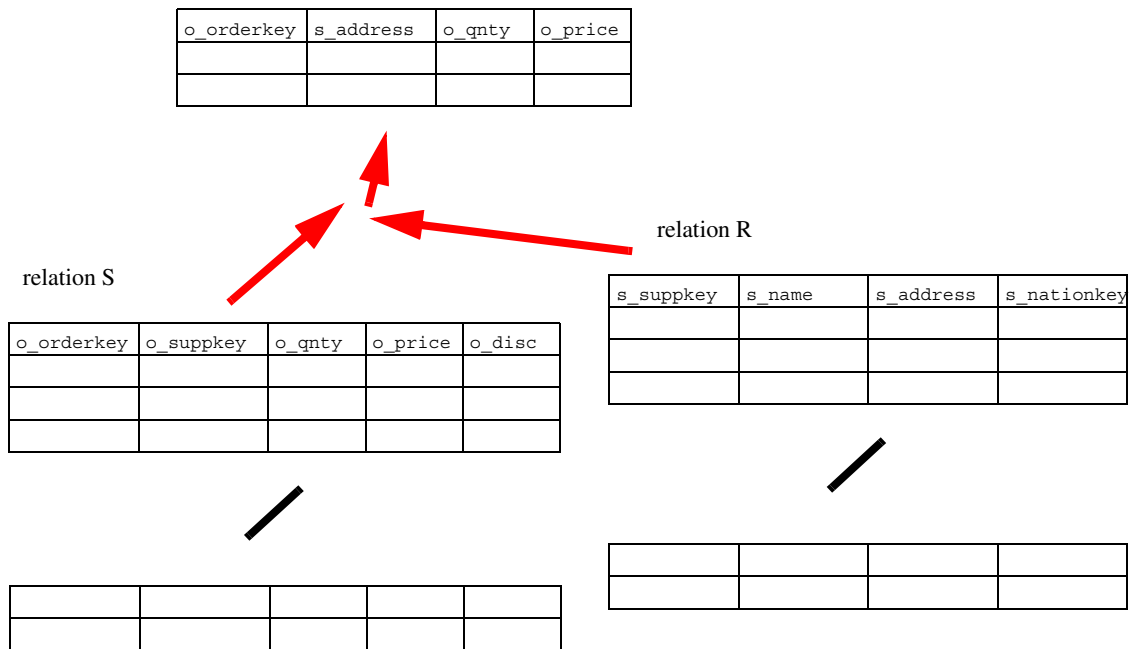 o_orderkey s_address o_qnty o_price
relation R
relation S
s_suppkey s_name s_address s_nationkey
o_orderkey o_suppkey o_qnty o_price o_disc